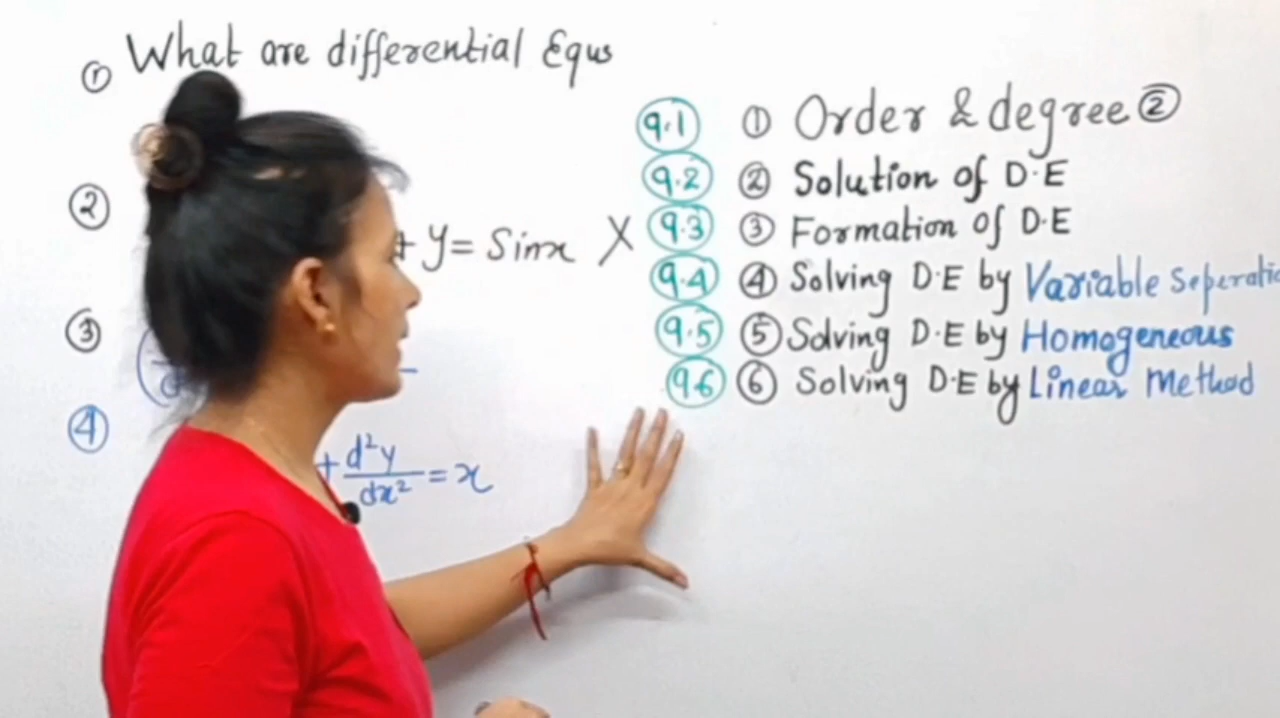 ① What are differential Equs
②
+ y = Sinx X
③
④
+ d²y/dx² = x
9.1 ① Order & degree ②
9.2 ② Solution of D.E
9.3 ③ Formation of D.E
9.4 ④ Solving D.E by Variable Seperatio
9.5 ⑤ Solving D.E by Homogeneous
9.6 ⑥ Solving D.E by Linear Method